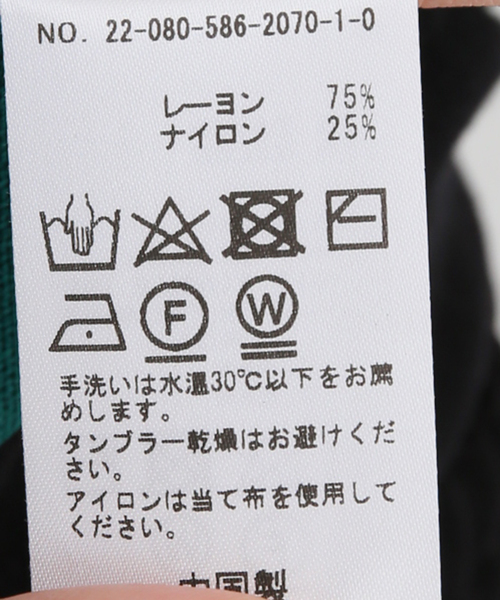 NO. 22-080-586-2070-1-0
レーヨン 75%
ナイロン 25%
F W
手洗いは水温30℃以下をお薦
めします。
タンブラー乾燥はお避けくだ
さい。
アイロンは当て布を使用して
ください。
中国製